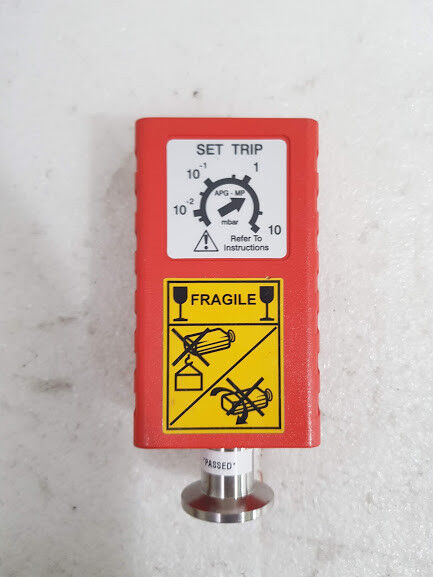 SET TRIP
10-1 1
APG - MP
10-2
mbar
10
Refer To
Instructions
FRAGILE
"PASSED"